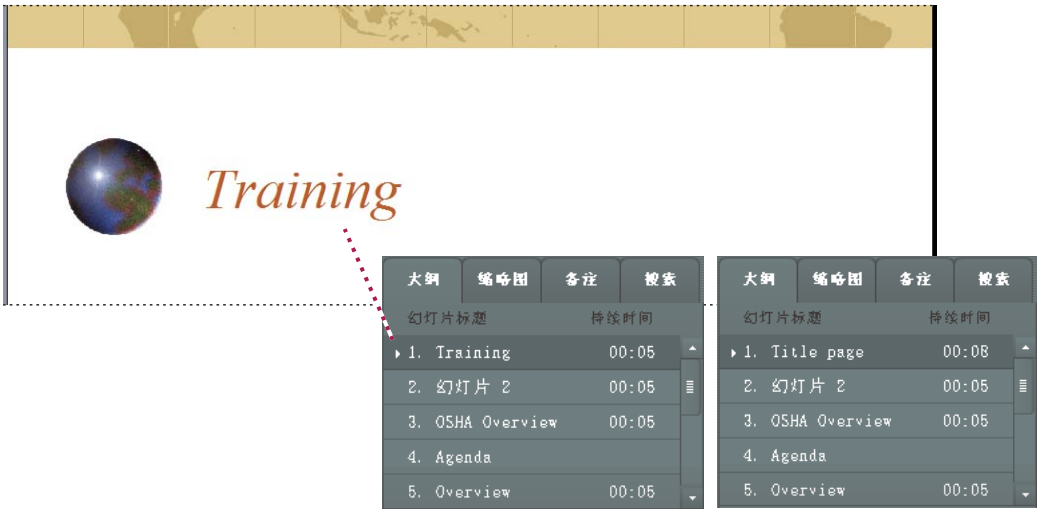 Training
大纲 缩略图 备注 搜索
幻灯片标题 持续时间
1. Training 00:05
2. 幻灯片 2 00:05
3. OSHA Overview 00:05
4. Agenda
5. Overview 00:05
大纲 缩略图 备注 搜索
幻灯片标题 持续时间
1. Title page 00:08
2. 幻灯片 2 00:05
3. OSHA Overview 00:05
4. Agenda
5. Overview 00:05